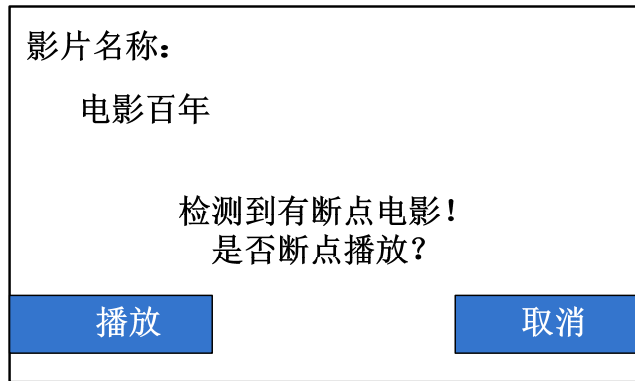 影片名称：
电影百年
检测到有断点电影！
是否断点播放？
播放
取消